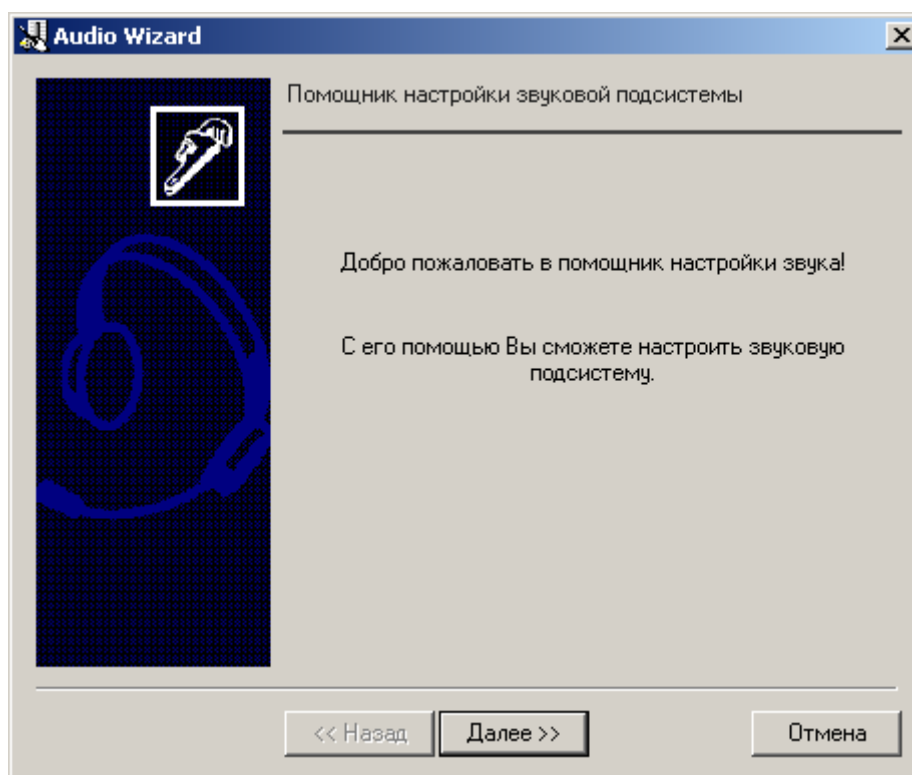 Audio Wizard
Помощник настройки звуковой подсистемы
Добро пожаловать в помощник настройки звука!
С его помощью Вы сможете настроить звуковую
подсистему.
<< Назад
Далее >>
Отмена